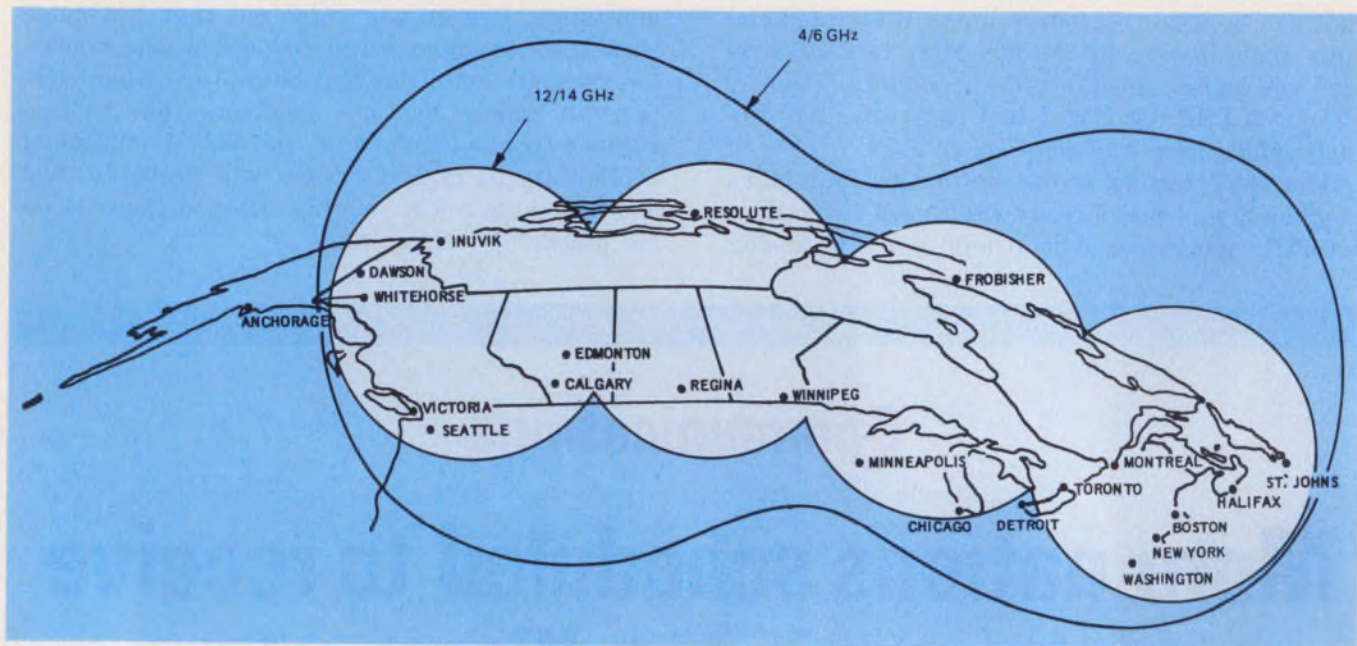 4/6 GHz
12/14 GHz
RESOLUTE
INUVIK
DAWSON
FROBISHER
WHITEHORSE
ANCHORAGE
EDMONTON
CALGARY
REGINA
WINNIPEG
VICTORIA
SEATTLE
MINNEAPOLIS
MONTREAL
ST. JOHNS
TORONTO
HALIFAX
CHICAGO
DETROIT
BOSTON
NEW YORK
WASHINGTON